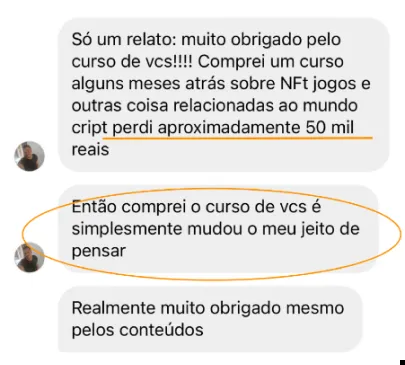 Só um relato: muito obrigado pelo
curso de vcs!!!! Comprei um curso
alguns meses atrás sobre NFt jogos e
outras coisa relacionadas ao mundo
cript perdi aproximadamente 50 mil
reais
Então comprei o curso de vcs é
simplesmente mudou o meu jeito de
pensar
Realmente muito obrigado mesmo
pelos conteúdos